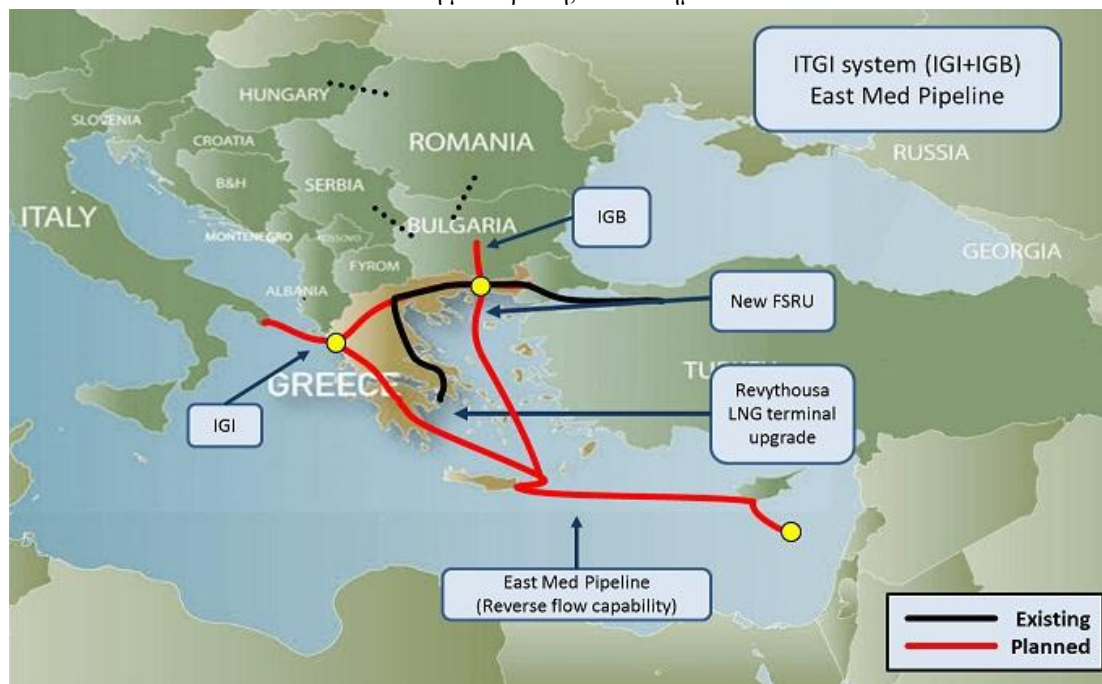 ITGI system (IGI+IGB)
East Med Pipeline
HUNGARY
SLOVENIA
CROATIA
ROMANIA
RUSSIA
B&H
SERBIA
ITALY
IGB
BULGARIA
MONTENEGRO
KOSSOVO
GEORGIA
FYROM
ALBANIA
New FSRU
GREECE
Revythousa
LNG terminal
upgrade
IGI
East Med Pipeline
(Reverse flow capability)
Existing
Planned